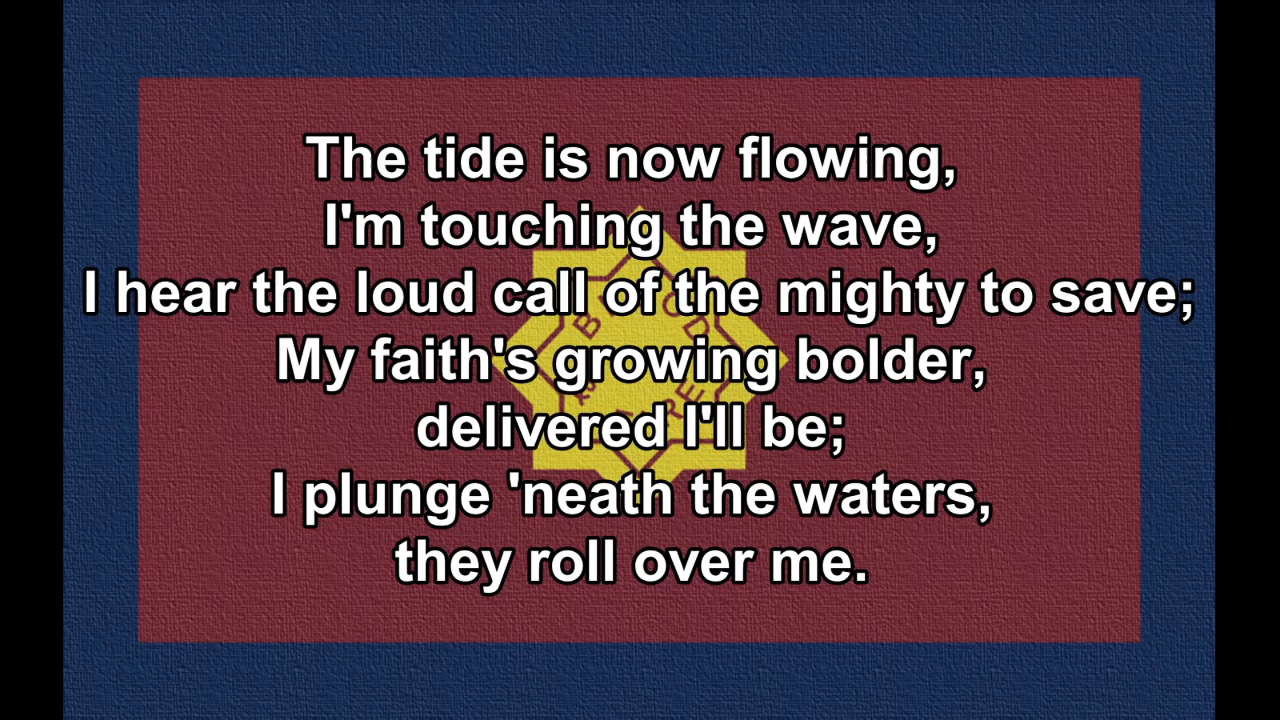 The tide is now flowing,
I'm touching the wave,
I hear the loud call of the mighty to save;
My faith's growing bolder,
delivered I'll be;
I plunge 'neath the waters,
they roll over me.